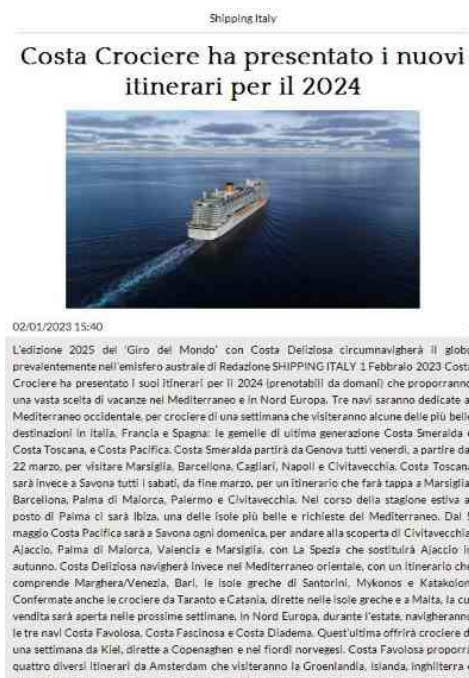 Shipping Italy
Costa Crociere ha presentato i nuovi
itinerari per il 2024
02/01/2023 15:40
L'edizione 2025 del 'Giro del Mondo' con Costa Deliziosa circumnavigherà il globo
prevalentemente nell'emisfero australe di Redazione SHIPPING ITALY 1 Febbraio 2023 Costa
Crociere ha presentato i suoi itinerari per il 2024 (prenotabili da domani) che proporranno
una vasta scelta di vacanze nel Mediterraneo e in Nord Europa. Tre navi saranno dedicate al
Mediterraneo occidentale, per crociere di una settimana che visiteranno alcune delle più belle
destinazioni in Italia, Francia e Spagna: le gemelle di ultima generazione Costa Smeralda e
Costa Toscana, e Costa Pacifica. Costa Smeralda partirà da Genova tutti venerdì, a partire dal
22 marzo, per visitare Marsiglia, Barcellona, Cagliari, Napoli e Civitavecchia. Costa Toscana
sarà invece a Savona tutti i sabati, da fine marzo, per un itinerario che farà tappa a Marsiglia,
Barcellona, Palma di Maiorca, Palermo e Civitavecchia. Nel corso della stagione estiva al
posto di Palma ci sarà Ibiza, una delle isole più belle e richieste del Mediterraneo. Dal 5
maggio Costa Pacifica sarà a Savona ogni domenica, per andare alla scoperta di Civitavecchia,
Ajaccio, Palma di Maiorca, Valencia e Marsiglia, con La Spezia che sostituirà Ajaccio in
autunno. Costa Deliziosa navigherà invece nel Mediterraneo orientale, con un itinerario che
comprende Marghera/Venezia, Bari, le isole greche di Santorini, Mykonos e Katakolon.
Confermate anche le crociere da Taranto e Catania, dirette nelle isole greche e a Malta, la cui
vendita sarà aperta nelle prossime settimane. In Nord Europa, durante l'estate, navigheranno
le tre navi Costa Favolosa, Costa Fascinosa e Costa Diadema. Quest'ultima offrirà crociere di
una settimana da Kiel, dirette a Copenaghen e nei fiordi norvegesi. Costa Favolosa proporrà
quattro diversi itinerari da Amsterdam che visiteranno la Groenlandia, Islanda, Inghilterra e